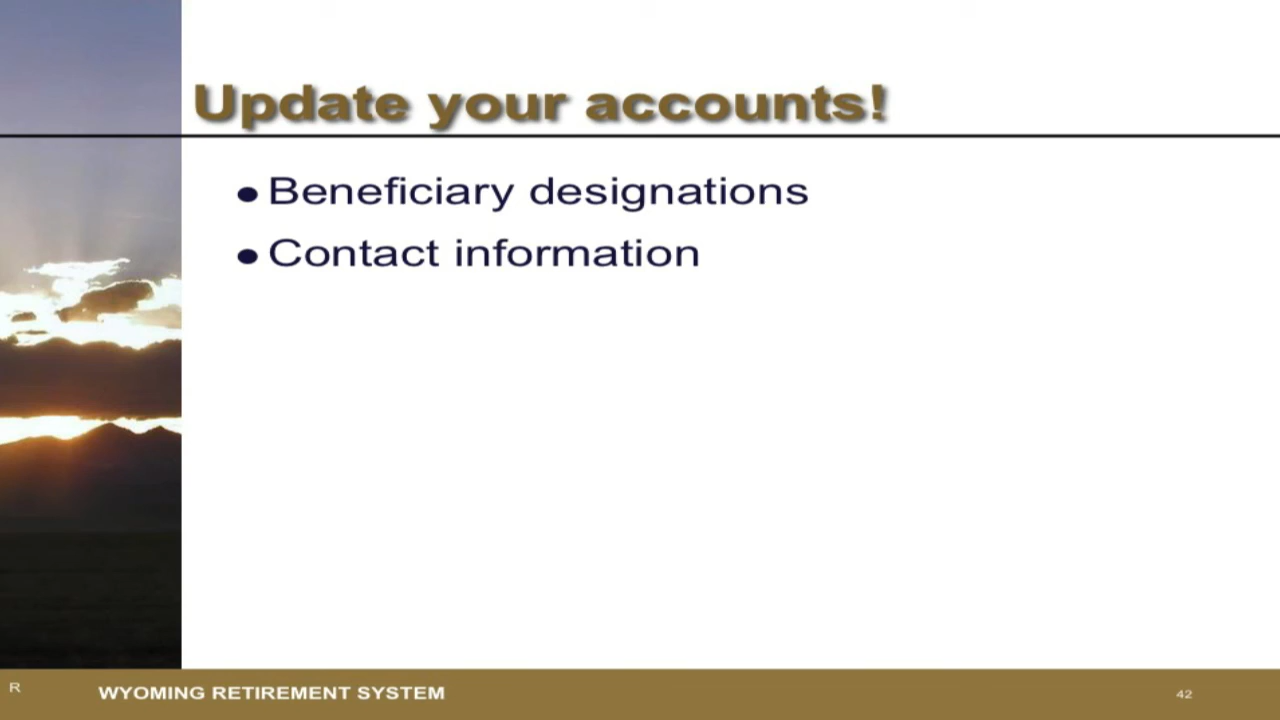 Update your accounts!
● Beneficiary designations
● Contact information
R
WYOMING RETIREMENT SYSTEM
42